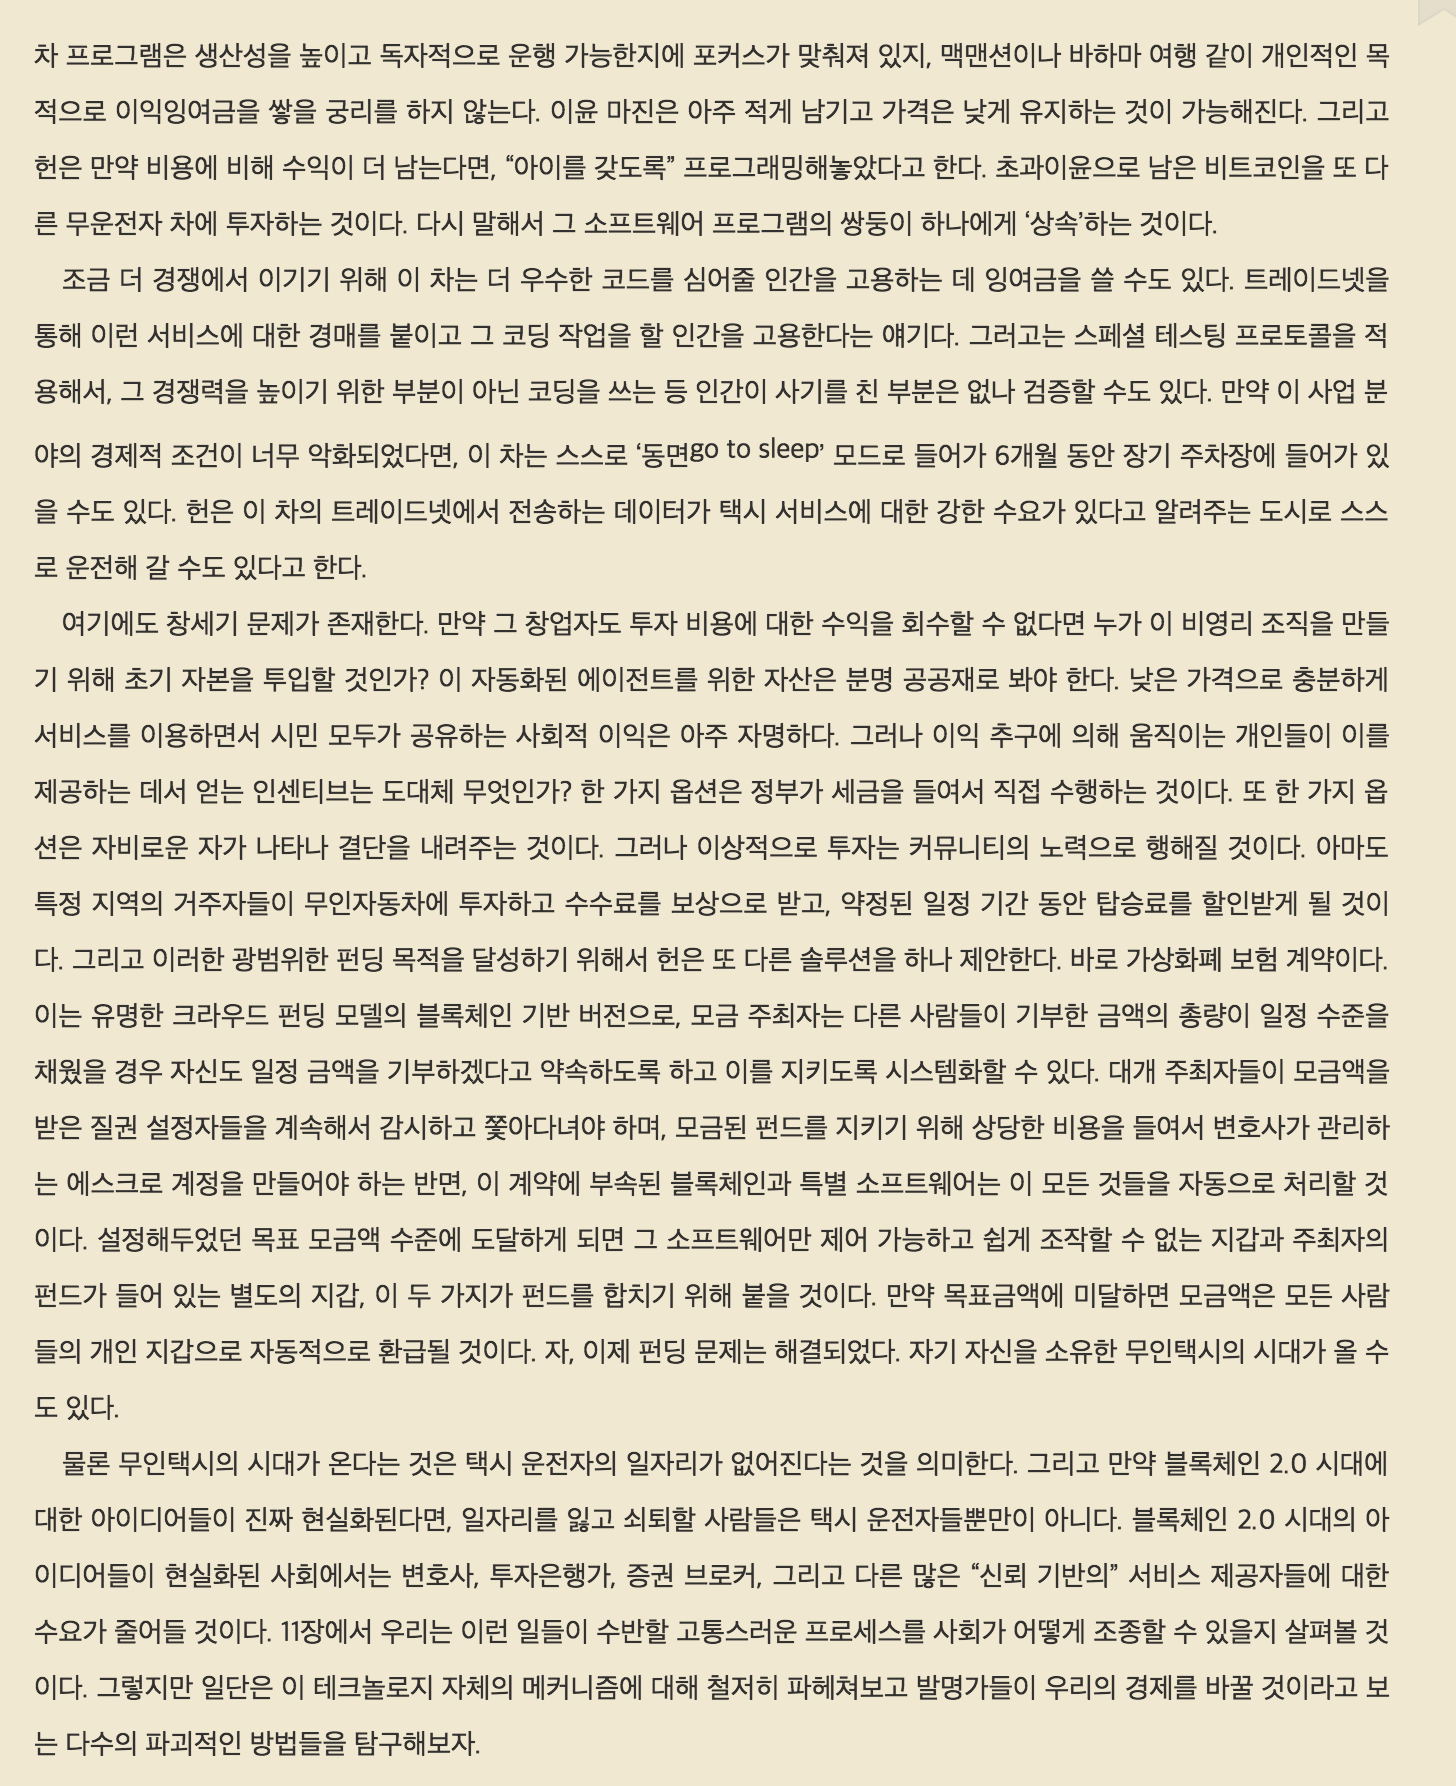 차 프로그램은 생산성을 높이고 독자적으로 운행 가능한지에 포커스가 맞춰져 있지, 맥맨션이나 바하마 여행 같이 개인적인 목
적으로 이익잉여금을 쌓을 궁리를 하지 않는다. 이윤 마진은 아주 적게 남기고 가격은 낮게 유지하는 것이 가능해진다. 그리고
헌은 만약 비용에 비해 수익이 더 남는다면, “아이를 갖도록” 프로그래밍해놓았다고 한다. 초과이윤으로 남은 비트코인을 또 다
른 무운전자 차에 투자하는 것이다. 다시 말해서 그 소프트웨어 프로그램의 쌍둥이 하나에게 ‘상속’하는 것이다.
조금 더 경쟁에서 이기기 위해 이 차는 더 우수한 코드를 심어줄 인간을 고용하는 데 잉여금을 쓸 수도 있다. 트레이드넷을
통해 이런 서비스에 대한 경매를 붙이고 그 코딩 작업을 할 인간을 고용한다는 얘기다. 그러고는 스페셜 테스팅 프로토콜을 적
용해서, 그 경쟁력을 높이기 위한 부분이 아닌 코딩을 쓰는 등 인간이 사기를 친 부분은 없나 검증할 수도 있다. 만약 이 사업 분
야의 경제적 조건이 너무 악화되었다면, 이 차는 스스로 ‘동면go to sleep’ 모드로 들어가 6개월 동안 장기 주차장에 들어가 있
을 수도 있다. 헌은 이 차의 트레이드넷에서 전송하는 데이터가 택시 서비스에 대한 강한 수요가 있다고 알려주는 도시로 스스
로 운전해 갈 수도 있다고 한다.
여기에도 창세기 문제가 존재한다. 만약 그 창업자도 투자 비용에 대한 수익을 회수할 수 없다면 누가 이 비영리 조직을 만들
기 위해 초기 자본을 투입할 것인가? 이 자동화된 에이전트를 위한 자산은 분명 공공재로 봐야 한다. 낮은 가격으로 충분하게
서비스를 이용하면서 시민 모두가 공유하는 사회적 이익은 아주 자명하다. 그러나 이익 추구에 의해 움직이는 개인들이 이를
제공하는 데서 얻는 인센티브는 도대체 무엇인가? 한 가지 옵션은 정부가 세금을 들여서 직접 수행하는 것이다. 또 한 가지 옵
션은 자비로운 자가 나타나 결단을 내려주는 것이다. 그러나 이상적으로 투자는 커뮤니티의 노력으로 행해질 것이다. 아마도
특정 지역의 거주자들이 무인자동차에 투자하고 수수료를 보상으로 받고, 약정된 일정 기간 동안 탑승료를 할인받게 될 것이
다. 그리고 이러한 광범위한 펀딩 목적을 달성하기 위해서 헌은 또 다른 솔루션을 하나 제안한다. 바로 가상화폐 보험 계약이다.
이는 유명한 크라우드 펀딩 모델의 블록체인 기반 버전으로, 모금 주최자는 다른 사람들이 기부한 금액의 총량이 일정 수준을
채웠을 경우 자신도 일정 금액을 기부하겠다고 약속하도록 하고 이를 지키도록 시스템화할 수 있다. 대개 주최자들이 모금액을
받은 질권 설정자들을 계속해서 감시하고 쫓아다녀야 하며, 모금된 펀드를 지키기 위해 상당한 비용을 들여서 변호사가 관리하
는 에스크로 계정을 만들어야 하는 반면, 이 계약에 부속된 블록체인과 특별 소프트웨어는 이 모든 것들을 자동으로 처리할 것
이다. 설정해두었던 목표 모금액 수준에 도달하게 되면 그 소프트웨어만 제어 가능하고 쉽게 조작할 수 없는 지갑과 주최자의
펀드가 들어 있는 별도의 지갑, 이 두 가지가 펀드를 합치기 위해 붙을 것이다. 만약 목표금액에 미달하면 모금액은 모든 사람
들의 개인 지갑으로 자동적으로 환급될 것이다. 자, 이제 펀딩 문제는 해결되었다. 자기 자신을 소유한 무인택시의 시대가 올 수
도 있다.
물론 무인택시의 시대가 온다는 것은 택시 운전자의 일자리가 없어진다는 것을 의미한다. 그리고 만약 블록체인 2.0 시대에
대한 아이디어들이 진짜 현실화된다면, 일자리를 잃고 쇠퇴할 사람들은 택시 운전자들뿐만이 아니다. 블록체인 2.0 시대의 아
이디어들이 현실화된 사회에서는 변호사, 투자은행가, 증권 브로커, 그리고 다른 많은 “신뢰 기반의” 서비스 제공자들에 대한
수요가 줄어들 것이다. 11장에서 우리는 이런 일들이 수반할 고통스러운 프로세스를 사회가 어떻게 조종할 수 있을지 살펴볼 것
이다. 그렇지만 일단은 이 테크놀로지 자체의 메커니즘에 대해 철저히 파헤쳐보고 발명가들이 우리의 경제를 바꿀 것이라고 보
는 다수의 파괴적인 방법들을 탐구해보자.